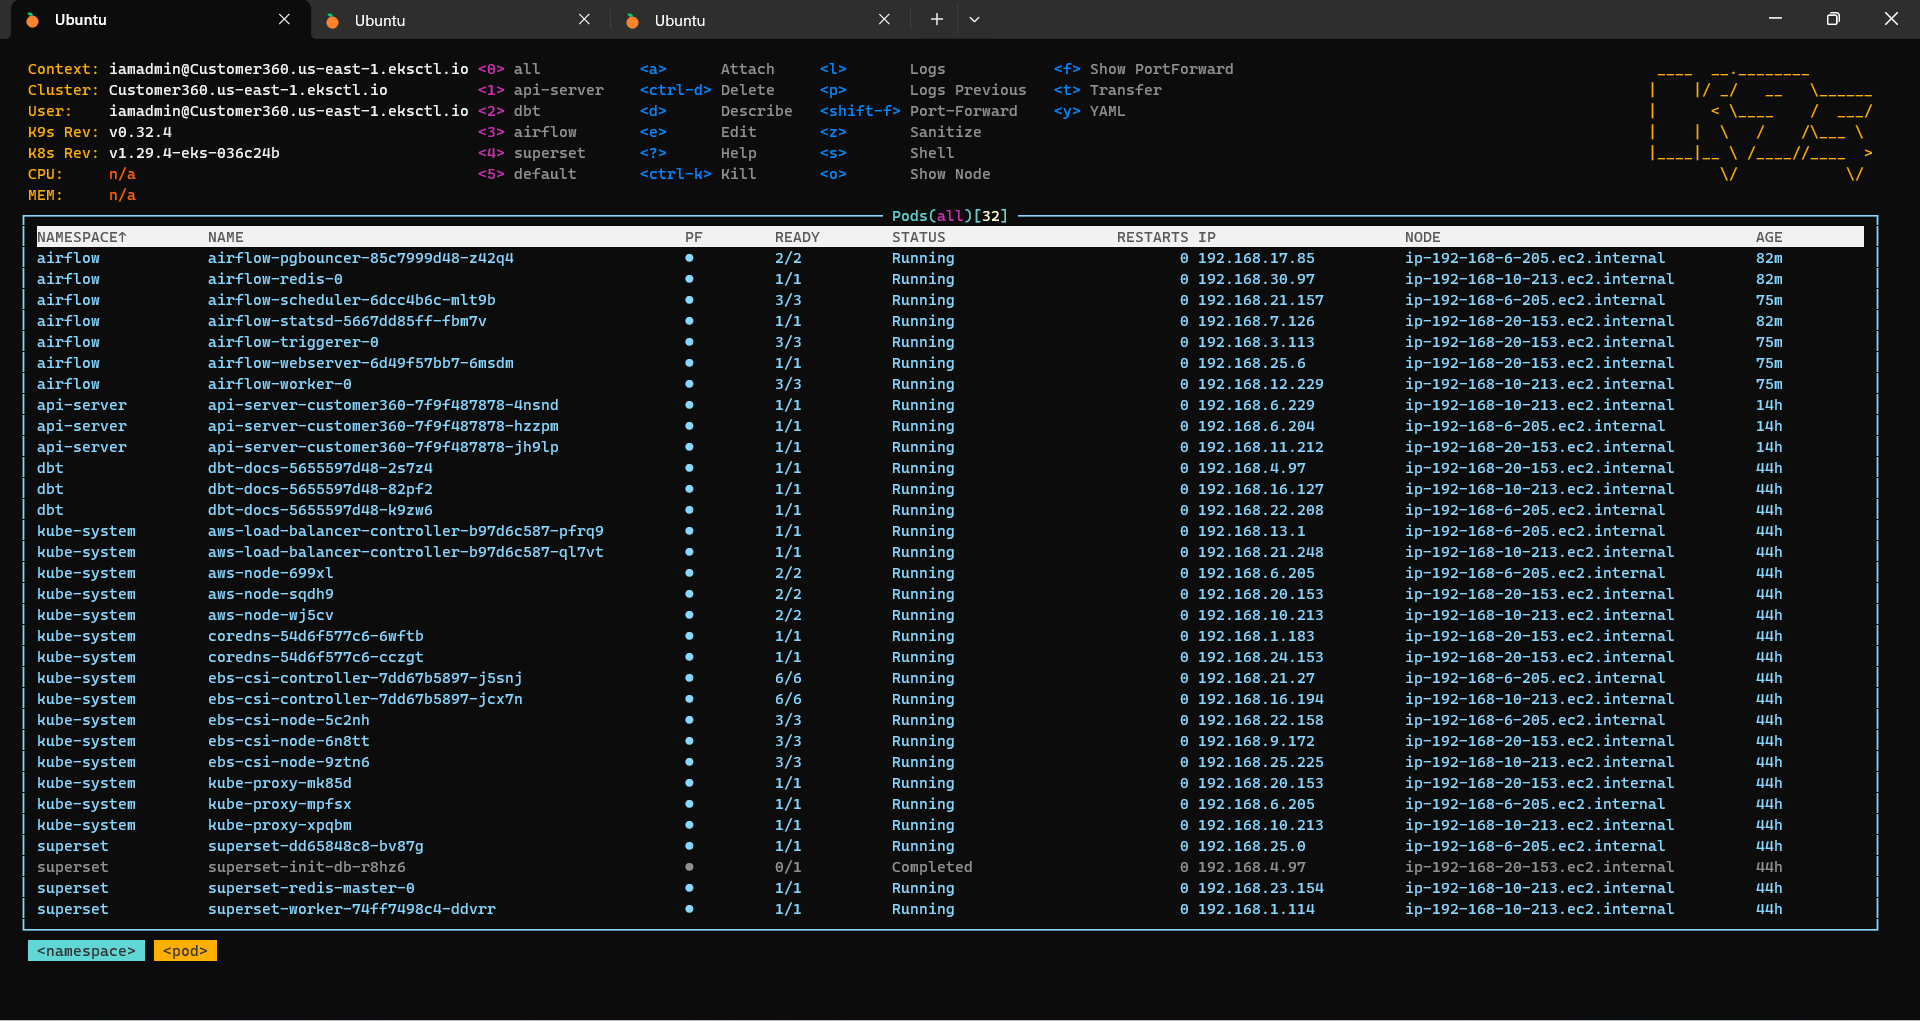 Ubuntu Ubuntu Ubuntu
Context: iamadmin@Customer360.us-east-1.eksctl.io <0> all <a> Attach <l> Logs <f> Show PortForward
Cluster: Customer360.us-east-1.eksctl.io <1> api-server <ctrl-d> Delete <p> Logs Previous <t> Transfer
User: iamadmin@Customer360.us-east-1.eksctl.io <2> dbt <d> Describe <shift-f> Port-Forward <y> YAML
K9s Rev: v0.32.4 <3> airflow <e> Edit <z> Sanitize
K8s Rev: v1.29.4-eks-036c24b <4> superset <?> Help <s> Shell
CPU: n/a <5> default <ctrl-k> Kill <o> Show Node
MEM: n/a
Pods(all)[32]
NAMESPACE↑ NAME PF READY STATUS RESTARTS IP NODE AGE
airflow airflow-pgbouncer-85c7999d48-z42q4 ● 2/2 Running 0 192.168.17.85 ip-192-168-6-205.ec2.internal 82m
airflow airflow-redis-0 ● 1/1 Running 0 192.168.30.97 ip-192-168-10-213.ec2.internal 82m
airflow airflow-scheduler-6dcc4b6c-mlt9b ● 3/3 Running 0 192.168.21.157 ip-192-168-6-205.ec2.internal 75m
airflow airflow-statsd-5667dd85ff-fbm7v ● 1/1 Running 0 192.168.7.126 ip-192-168-20-153.ec2.internal 82m
airflow airflow-triggerer-0 ● 3/3 Running 0 192.168.3.113 ip-192-168-20-153.ec2.internal 75m
airflow airflow-webserver-6d49f57bb7-6msdm ● 1/1 Running 0 192.168.25.6 ip-192-168-20-153.ec2.internal 75m
airflow airflow-worker-0 ● 3/3 Running 0 192.168.12.229 ip-192-168-10-213.ec2.internal 75m
api-server api-server-customer360-7f9f487878-4nsnd ● 1/1 Running 0 192.168.6.229 ip-192-168-10-213.ec2.internal 14h
api-server api-server-customer360-7f9f487878-hzzpm ● 1/1 Running 0 192.168.6.204 ip-192-168-6-205.ec2.internal 14h
api-server api-server-customer360-7f9f487878-jh9lp ● 1/1 Running 0 192.168.11.212 ip-192-168-20-153.ec2.internal 14h
dbt dbt-docs-5655597d48-2s7z4 ● 1/1 Running 0 192.168.4.97 ip-192-168-20-153.ec2.internal 44h
dbt dbt-docs-5655597d48-82pf2 ● 1/1 Running 0 192.168.16.127 ip-192-168-10-213.ec2.internal 44h
dbt dbt-docs-5655597d48-k9zw6 ● 1/1 Running 0 192.168.22.208 ip-192-168-6-205.ec2.internal 44h
kube-system aws-load-balancer-controller-b97d6c587-pfrq9 ● 1/1 Running 0 192.168.13.1 ip-192-168-6-205.ec2.internal 44h
kube-system aws-load-balancer-controller-b97d6c587-ql7vt ● 1/1 Running 0 192.168.21.248 ip-192-168-10-213.ec2.internal 44h
kube-system aws-node-699xl ● 2/2 Running 0 192.168.6.205 ip-192-168-6-205.ec2.internal 44h
kube-system aws-node-sqdh9 ● 2/2 Running 0 192.168.20.153 ip-192-168-20-153.ec2.internal 44h
kube-system aws-node-wj5cv ● 2/2 Running 0 192.168.10.213 ip-192-168-10-213.ec2.internal 44h
kube-system coredns-54d6f577c6-6wftb ● 1/1 Running 0 192.168.1.183 ip-192-168-20-153.ec2.internal 44h
kube-system coredns-54d6f577c6-cczgt ● 1/1 Running 0 192.168.24.153 ip-192-168-20-153.ec2.internal 44h
kube-system ebs-csi-controller-7dd67b5897-j5snj ● 6/6 Running 0 192.168.21.27 ip-192-168-6-205.ec2.internal 44h
kube-system ebs-csi-controller-7dd67b5897-jcx7n ● 6/6 Running 0 192.168.16.194 ip-192-168-10-213.ec2.internal 44h
kube-system ebs-csi-node-5c2nh ● 3/3 Running 0 192.168.22.158 ip-192-168-6-205.ec2.internal 44h
kube-system ebs-csi-node-6n8tt ● 3/3 Running 0 192.168.9.172 ip-192-168-20-153.ec2.internal 44h
kube-system ebs-csi-node-9ztn6 ● 3/3 Running 0 192.168.25.225 ip-192-168-10-213.ec2.internal 44h
kube-system kube-proxy-mk85d ● 1/1 Running 0 192.168.20.153 ip-192-168-20-153.ec2.internal 44h
kube-system kube-proxy-mpfsx ● 1/1 Running 0 192.168.6.205 ip-192-168-6-205.ec2.internal 44h
kube-system kube-proxy-xpqbm ● 1/1 Running 0 192.168.10.213 ip-192-168-10-213.ec2.internal 44h
superset superset-dd65848c8-bv87g ● 1/1 Running 0 192.168.25.0 ip-192-168-6-205.ec2.internal 44h
superset superset-init-db-r8hz6 ● 0/1 Completed 0 192.168.4.97 ip-192-168-20-153.ec2.internal 44h
superset superset-redis-master-0 ● 1/1 Running 0 192.168.23.154 ip-192-168-10-213.ec2.internal 44h
superset superset-worker-74ff7498c4-ddvrr ● 1/1 Running 0 192.168.1.114 ip-192-168-10-213.ec2.internal 44h
<namespace> <pod>